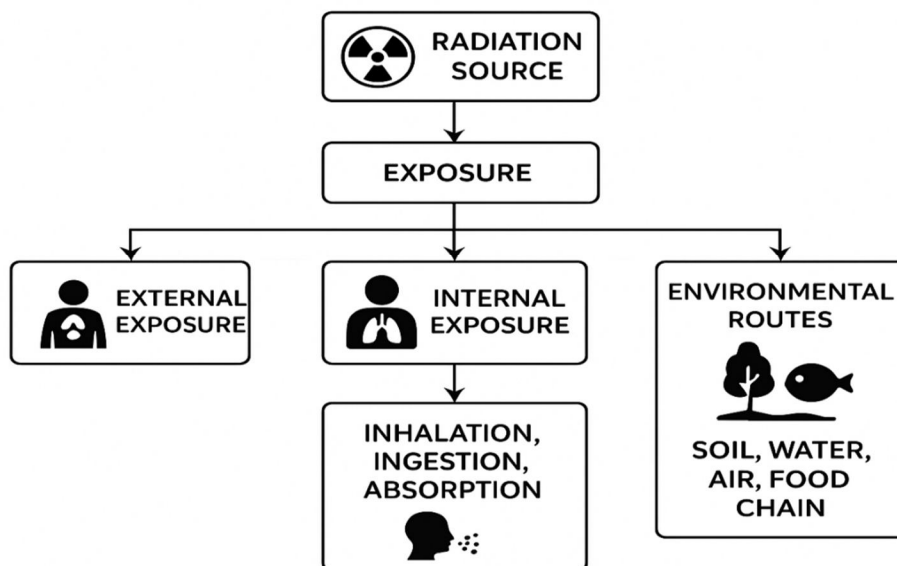 RADIATION
SOURCE
EXPOSURE
EXTERNAL
EXPOSURE
INTERNAL
EXPOSURE
INHALATION,
INGESTION,
ABSORPTION
ENVIRONMENTAL
ROUTES
SOIL, WATER,
AIR, FOOD
CHAIN